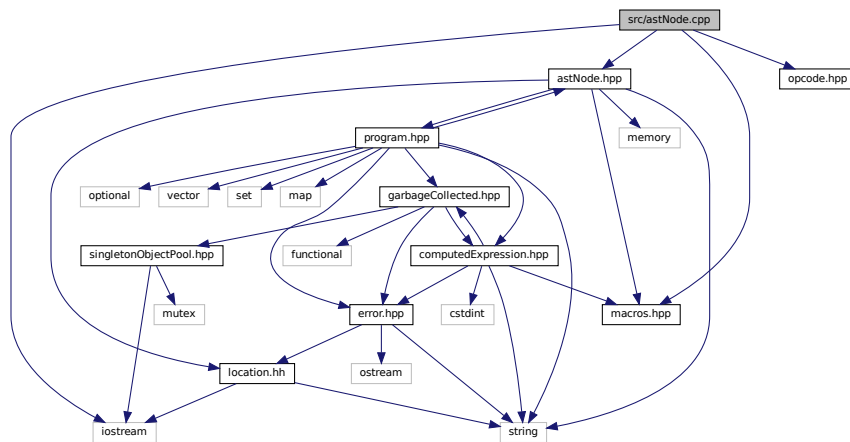 src/astNode.cpp
astNode.hpp
opcode.hpp
program.hpp
memory
optional
vector
set
map
garbageCollected.hpp
singletonObjectPool.hpp
functional
computedExpression.hpp
mutex
error.hpp
cstdint
macros.hpp
location.hh
ostream
iostream
string